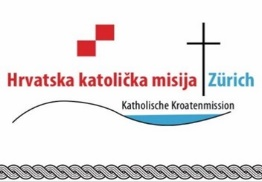 Hrvatska katolička misija Zürich
Katholische Kroatenmission